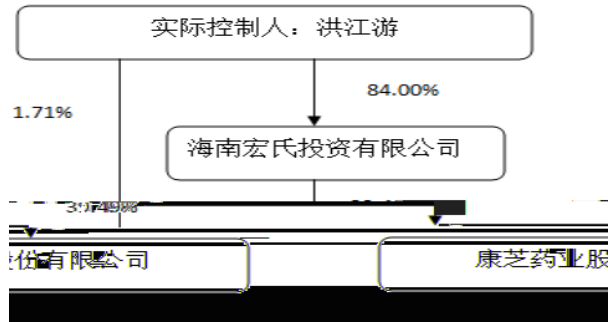 实际控制人：洪江游
84.00%
1.71%
海南宏氏投资有限公司
份有限公司
康芝药业股